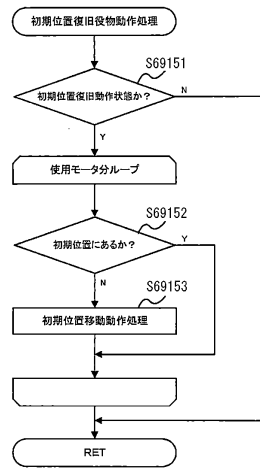 初期位置復旧役物動作処理
S69151
初期位置復旧動作状態か？
N
Y
使用モータ分ループ
S69152
初期位置にあるか？
Y
N
S69153
初期位置移動動作処理
RET